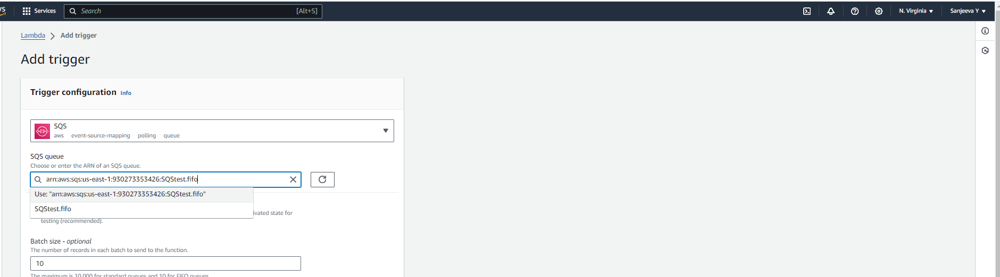 Services
Search
[Alt+S]
N. Virginia
Sanjeeva Y
Lambda
Add trigger
Add trigger
Trigger configuration Info
SQS
aws event-source-mapping polling queue
SQS queue
Choose or enter the ARN of an SQS queue.
arn:aws:sqs:us-east-1:930273353426:SQStest.fifo
Use: "arn:aws:sqs:us-east-1:930273353426:SQStest.fifo"
SQStest.fifo
ivated state for
testing (recommended).
Batch size - optional
The number of records in each batch to send to the function.
10
The maximum is 10,000 for standard queues and 10 for FIFO queues.